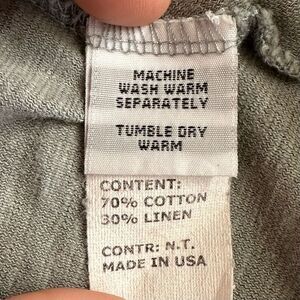 MACHINE
WASH WARM
SEPARATELY
TUMBLE DRY
WARM
CONTENT:
70% COTTON
30% LINEN
CONTR: N.T.
MADE IN USA